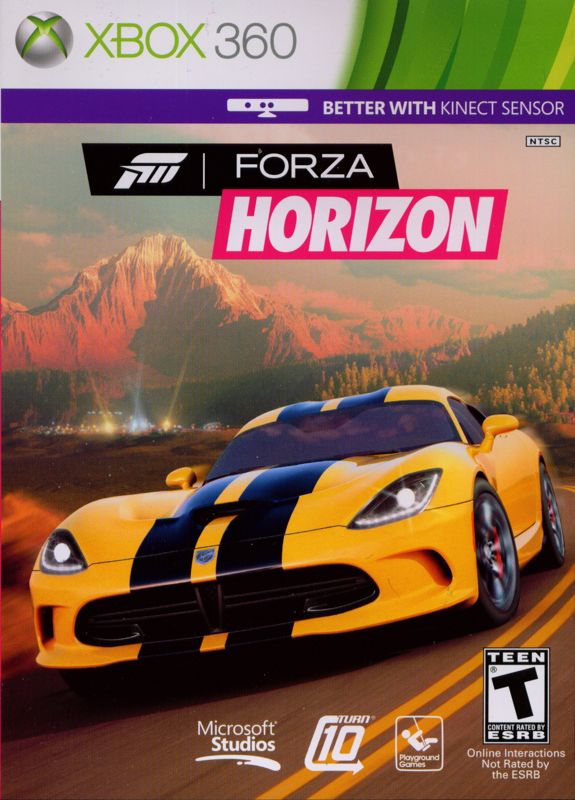 XBOX 360
BETTER WITH KINECT SENSOR
NTSC
FORZA
HORIZON
TEEN
T
CONTENT RATED BY
ESRB
Microsoft®
Studios
TURN®
10
Playground
Games
Online Interactions
Not Rated by
the ESRB